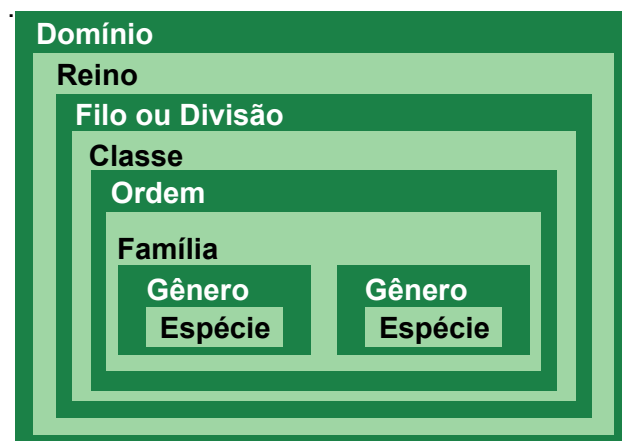 Domínio
Reino
Filo ou Divisão
Classe
Ordem
Família
Gênero Gênero
Espécie Espécie